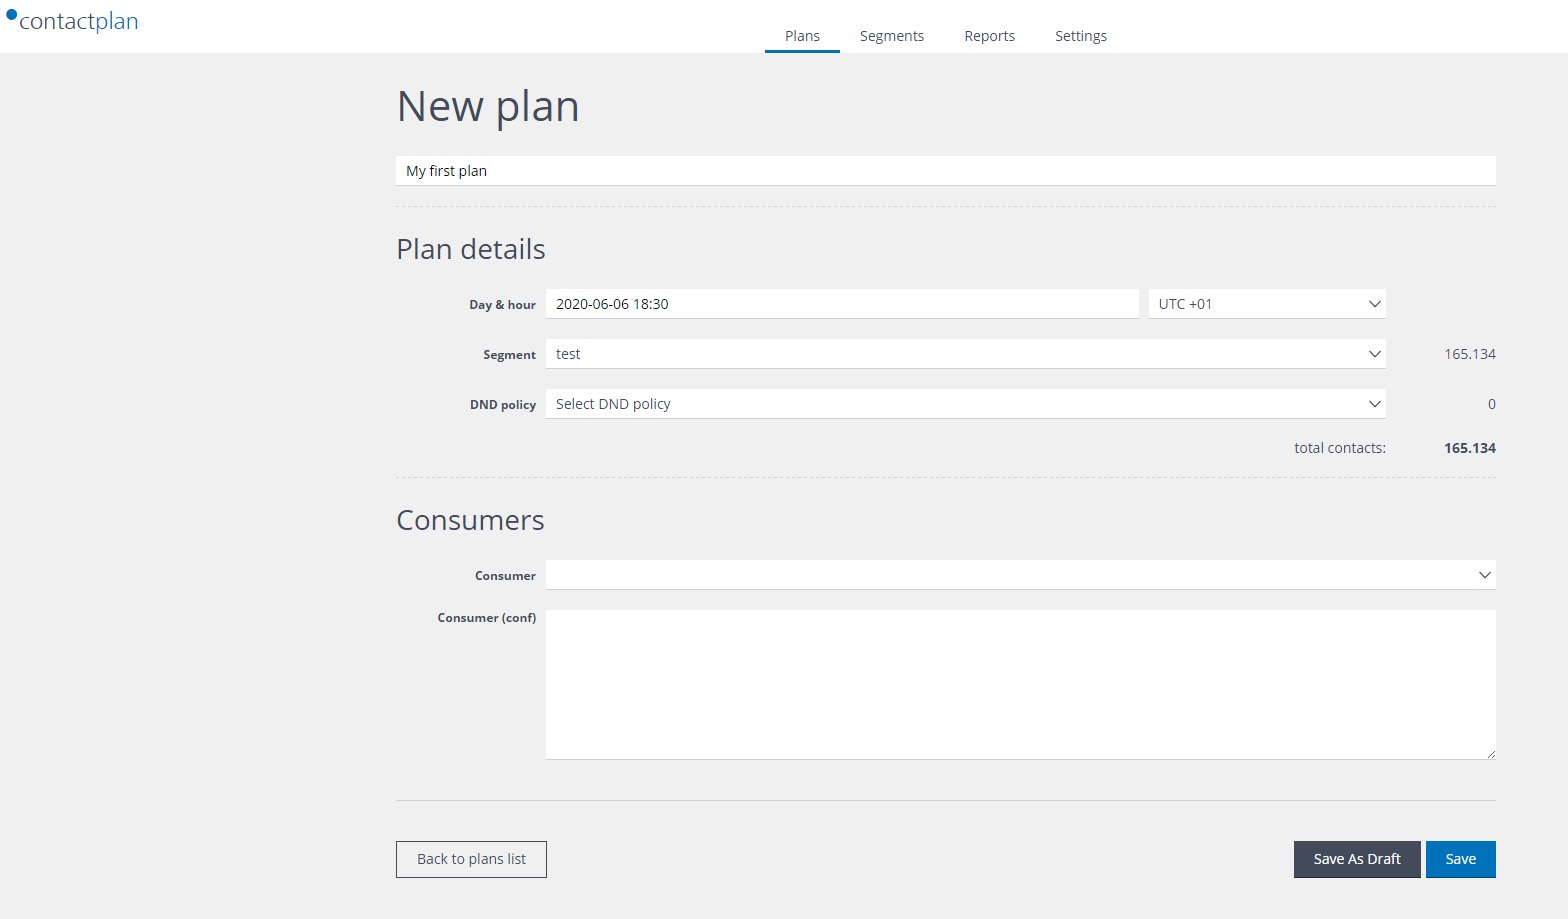 contactplan
Plans Segments Reports Settings
New plan
My first plan
Plan details
Day & hour 2020-06-06 18:30 UTC +01
Segment test 165.134
DND policy Select DND policy 0
total contacts: 165.134
Consumers
Consumer
Consumer (conf)
Back to plans list Save As Draft Save